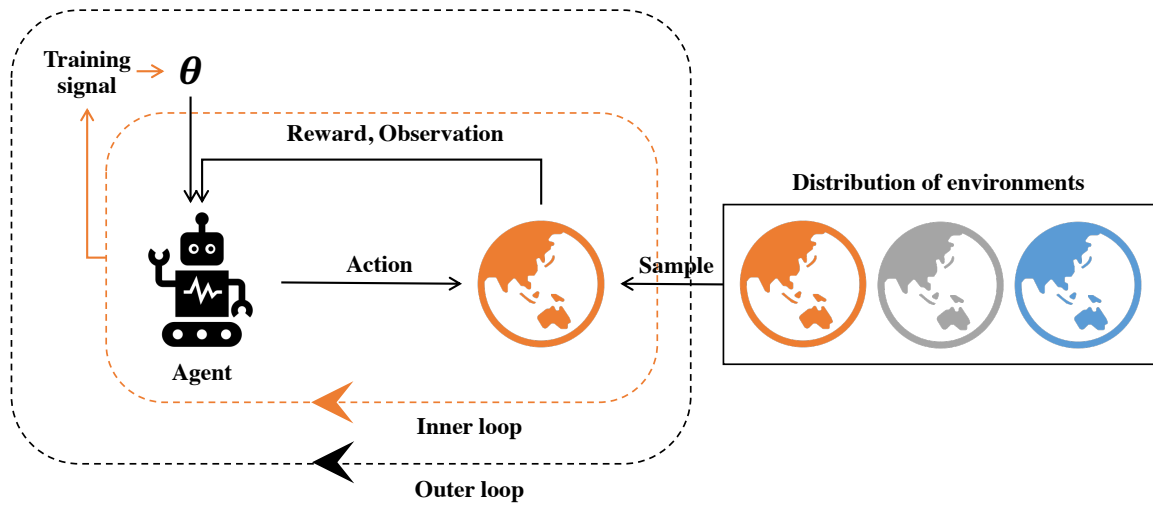 Training
signal
θ
Reward, Observation
Distribution of environments
Action
Sample
Agent
Inner loop
Outer loop